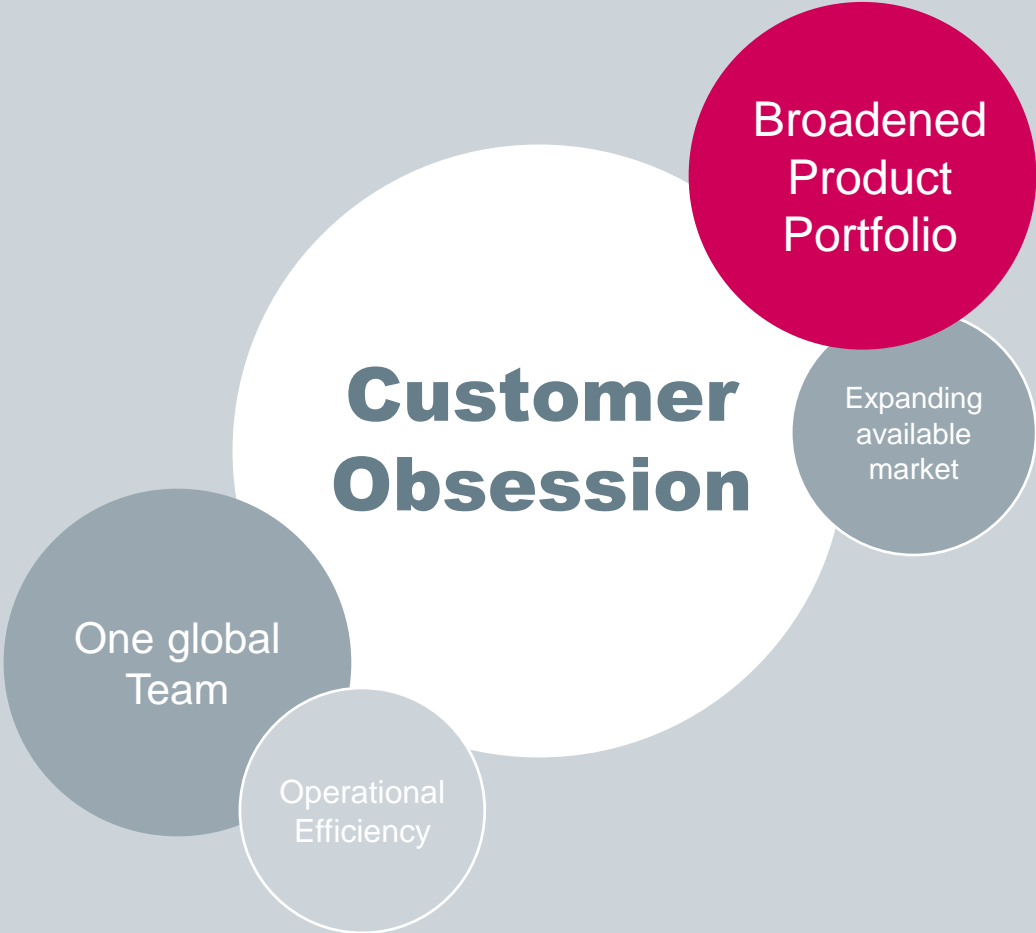 Broadened
Product
Portfolio
Customer
Obsession
Expanding
available
market
One global
Team
Operational
Efficiency